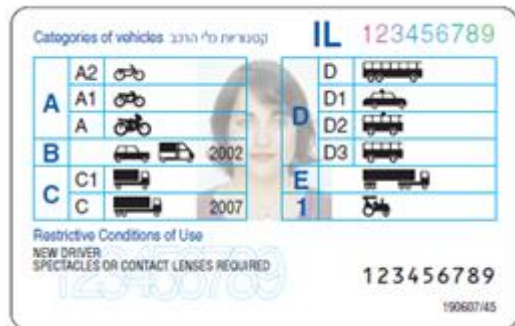 Categories of vehicles קטגוריות כלי הרכב IL 123456789
A
A2
A1
A
B 2002
C
C1
C 2007
D
D
D1
D2
D3
E
1
Restrictive Conditions of Use
NEW DRIVER
SPECTACLES OR CONTACT LENSES REQUIRED
123456789
123456789
190607/45